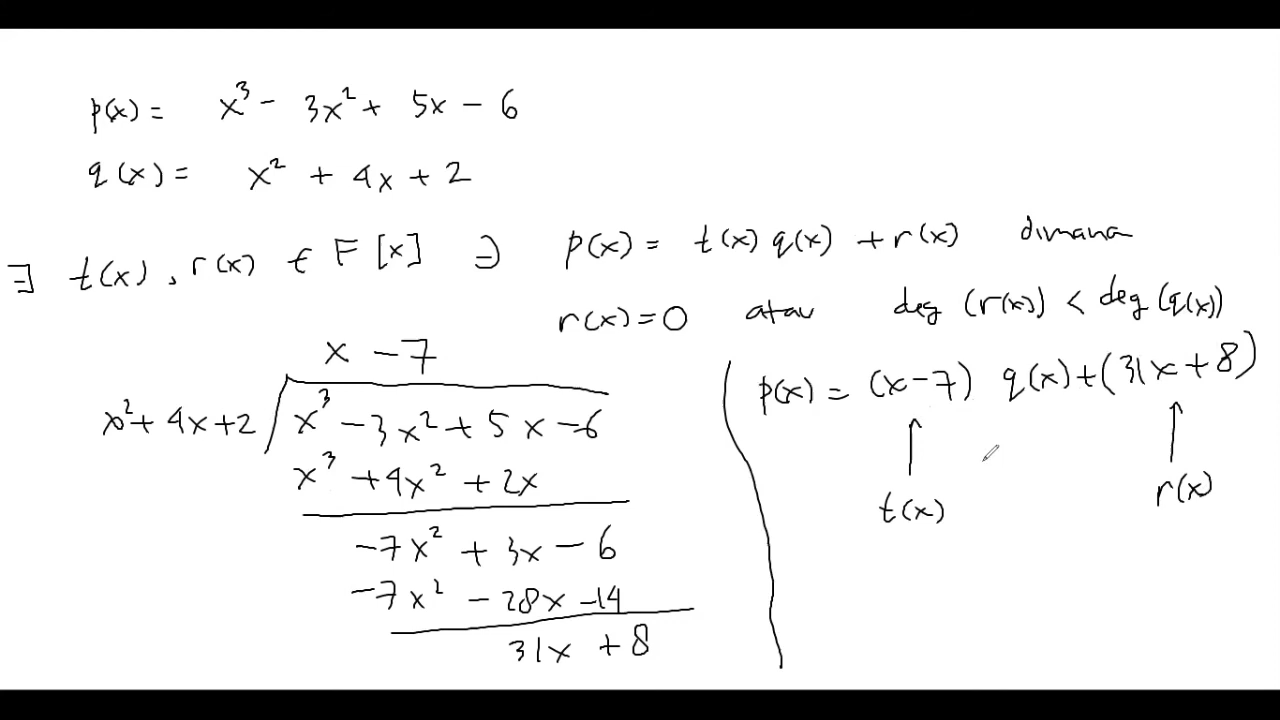 p(x) = x³ - 3x² + 5x - 6
q(x) = x² + 4x + 2
∃ t(x), r(x) ∈ F[x] ∋ p(x) = t(x) q(x) + r(x) dimana
r(x) = 0 atau deg (r(x)) < deg (q(x))
x - 7
x² + 4x + 2 x³ - 3x² + 5x - 6
x³ + 4x² + 2x
-7x² + 3x - 6
-7x² - 28x - 14
31x + 8
p(x) = (x - 7) q(x) + (31x + 8)
↑ ↑
t(x) r(x)